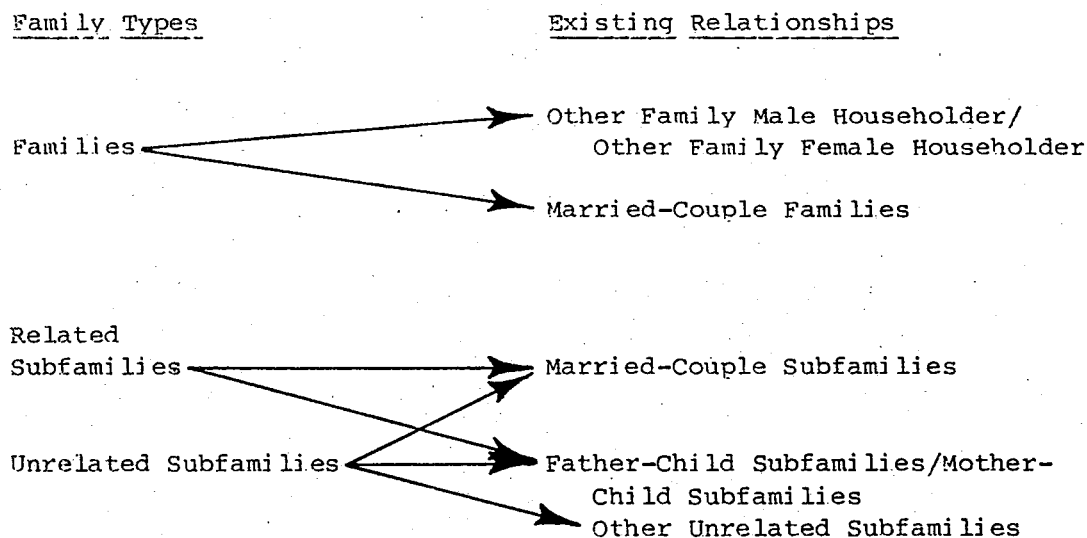 Family Types Existing Relationships
Other Family Male Householder/
Families Other Family Female Householder
Married-Couple Families
Related
Subfamilies Married-Couple Subfamilies
Unrelated Subfamilies Father-Child Subfamilies/Mother-
Child Subfamilies
Other Unrelated Subfamilies